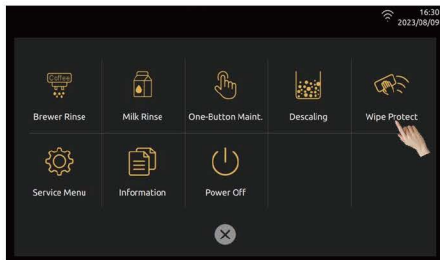 16:30
2023/08/09
Coffee
Brewer Rinse
Milk Rinse
One-Button Maint.
Descaling
Wipe Protect
Service Menu
Information
Power Off